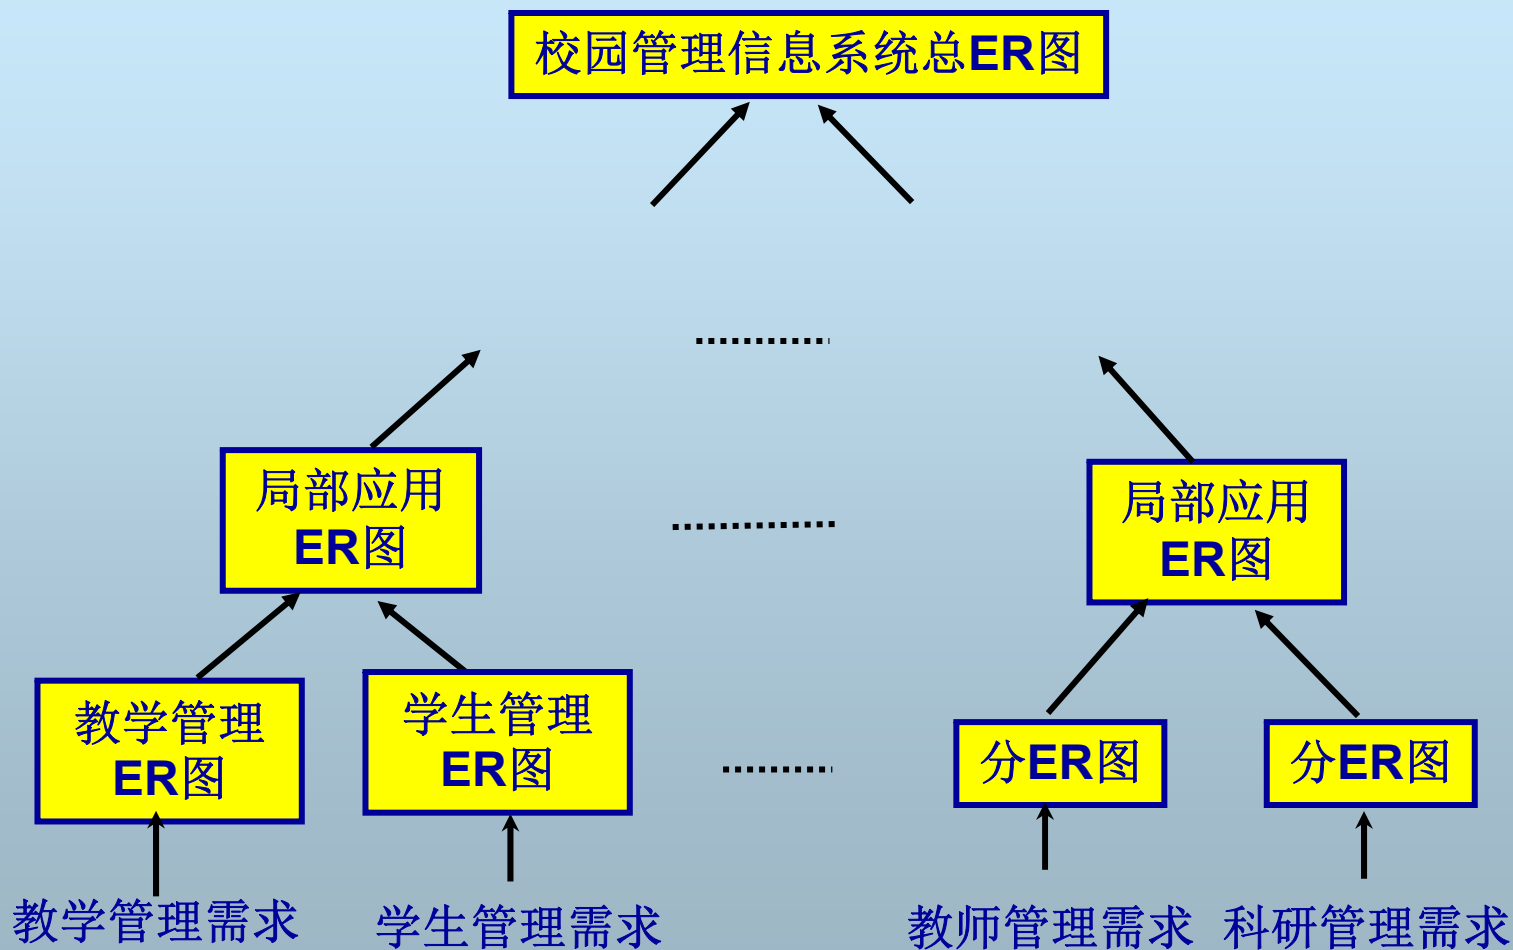 校园管理信息系统总ER图
局部应用
ER图
局部应用
ER图
教学管理
ER图
学生管理
ER图
分ER图
分ER图
教学管理需求
学生管理需求
教师管理需求
科研管理需求